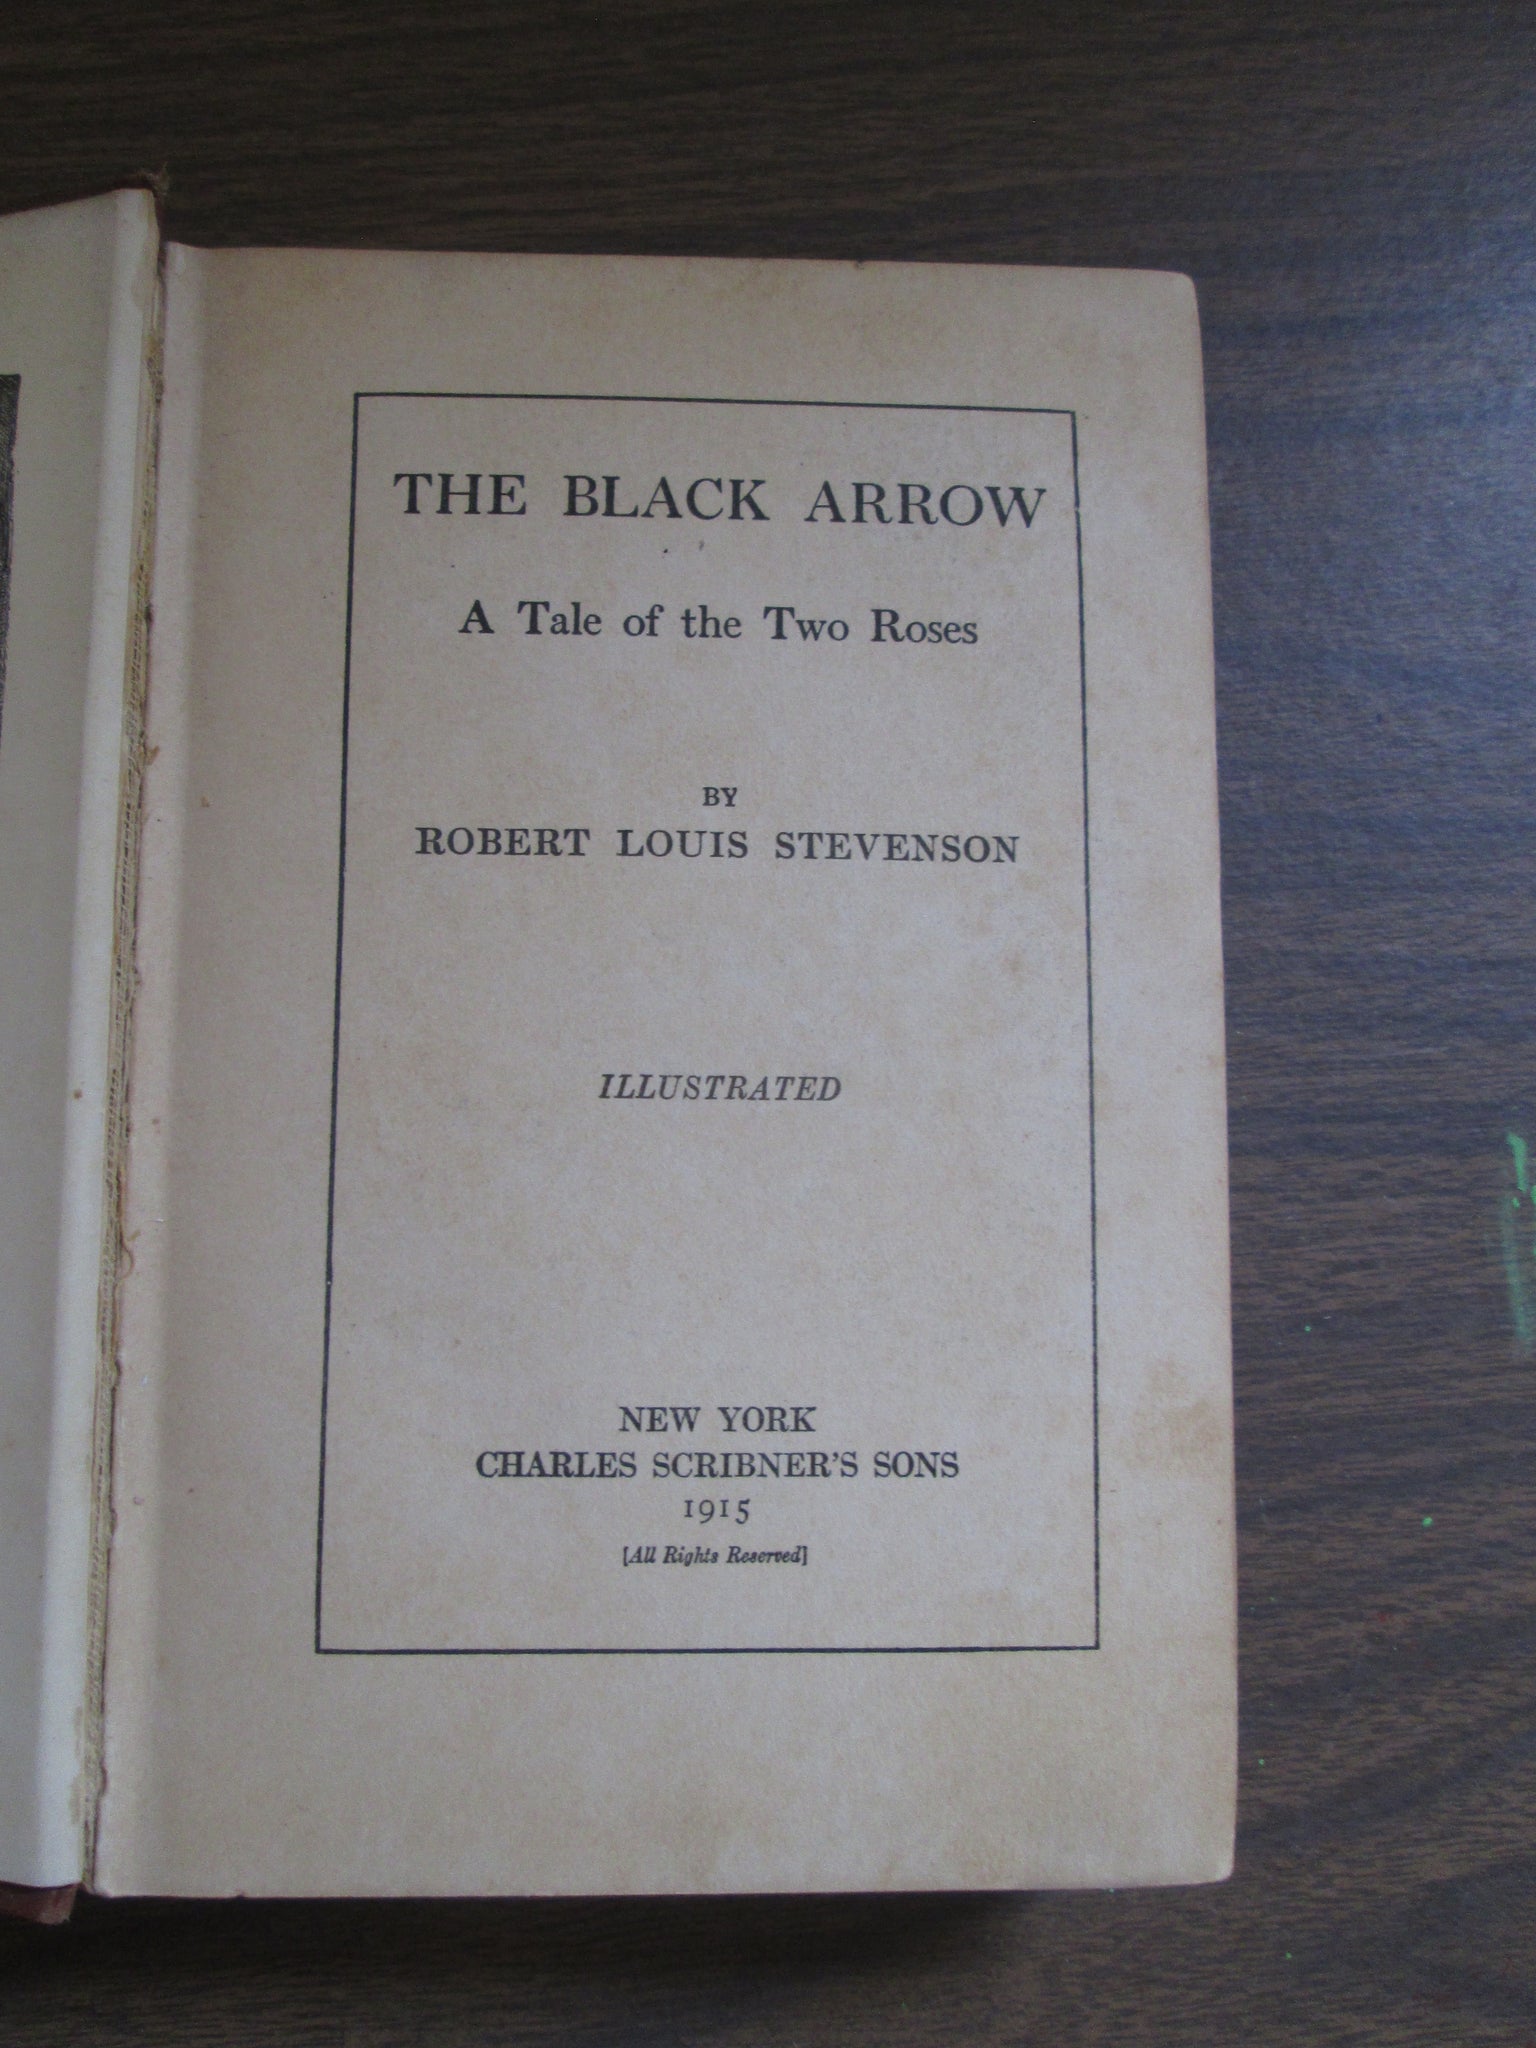 THE BLACK ARROW
A Tale of the Two Roses
BY
ROBERT LOUIS STEVENSON
ILLUSTRATED
NEW YORK
CHARLES SCRIBNER'S SONS
1915
[All Rights Reserved]